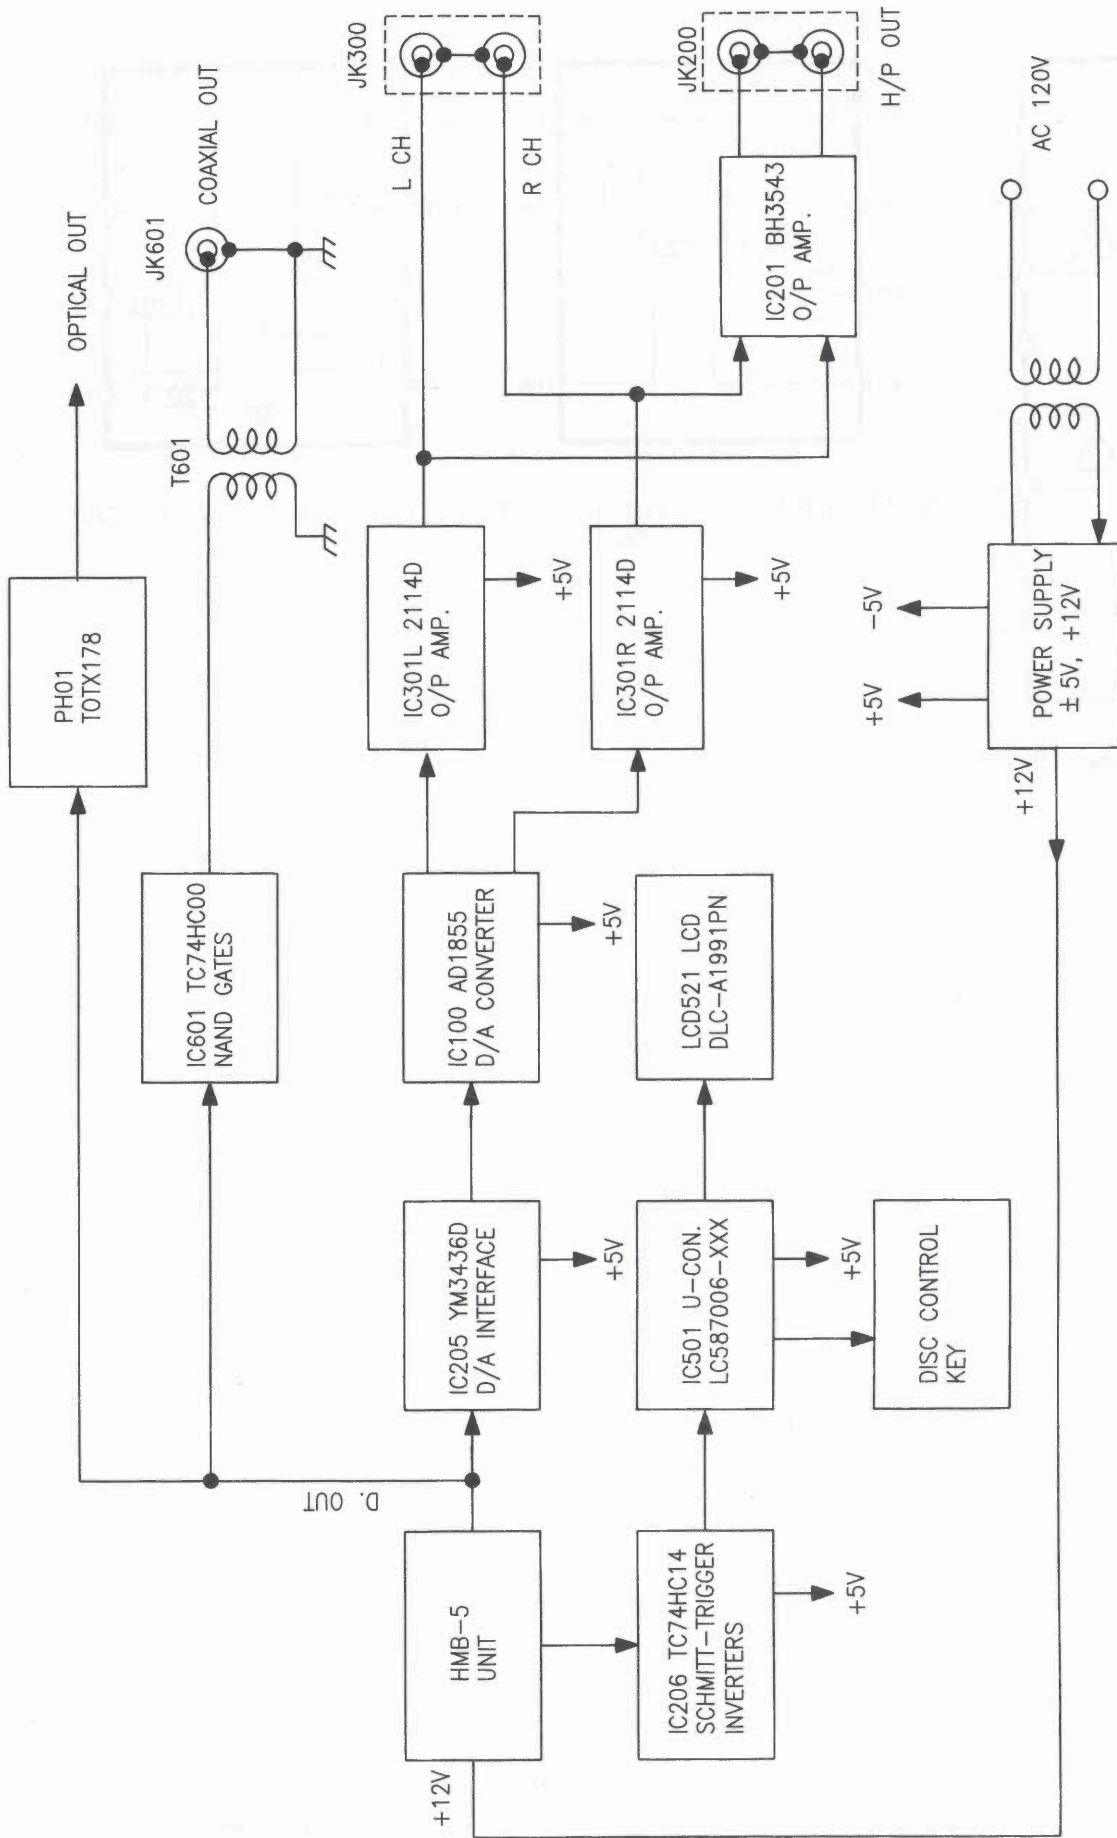 PH01
TOTX178
OPTICAL OUT
IC601 TC74HC00
NAND GATES
T601
JK601
COAXIAL OUT
D. OUT
+12V
HMB-5
UNIT
IC205 YM3436D
D/A INTERFACE
+5V
IC100 AD1855
D/A CONVERTER
+5V
IC301L 2114D
O/P AMP.
+5V
L CH
R CH
JK300
IC206 TC74HC14
SCHMITT-TRIGGER
INVERTERS
+5V
IC501 U-CON.
LC587006-XXX
+5V
LCD521 LCD
DLC-A1991PN
IC301R 2114D
O/P AMP.
+5V
IC201 BH3543
O/P AMP.
JK200
H/P OUT
DISC CONTROL
KEY
+12V
+5V
-5V
POWER SUPPLY
± 5V, +12V
AC 120V